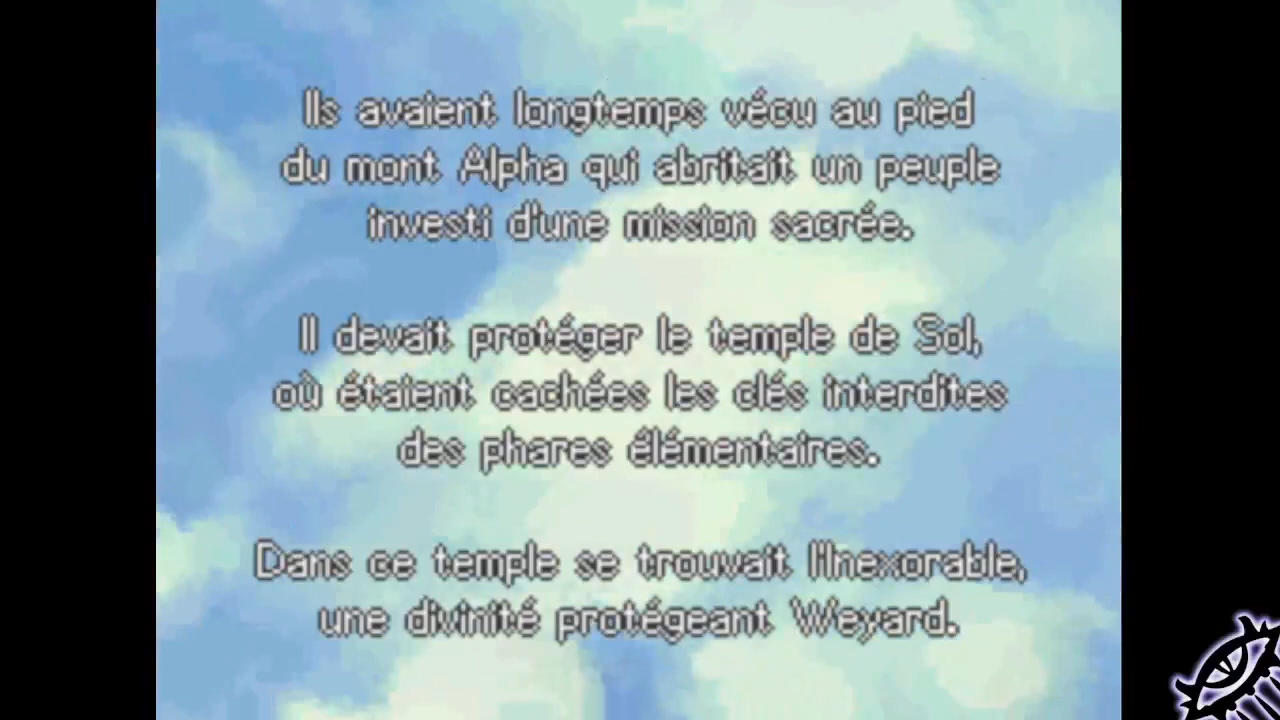 Ils avaient longtemps vécu au pied
du mont Alpha qui abritait un peuple
investi d'une mission sacrée.
Il devait protéger le temple de Sol,
où étaient cachées les clés interdites
des phares élémentaires.
Dans ce temple se trouvait l'Inexorable,
une divinité protégeant Weyard.